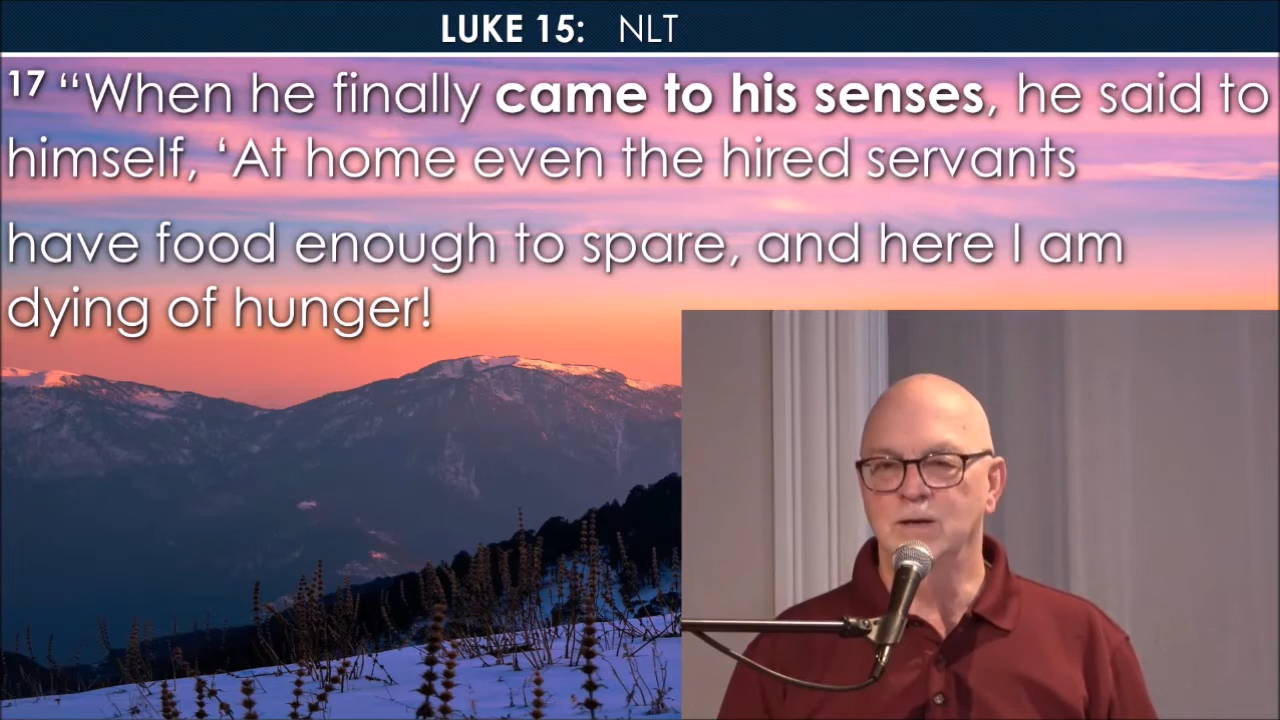 LUKE 15: NLT
17 “When he finally came to his senses, he said to
himself, ‘At home even the hired servants
have food enough to spare, and here I am
dying of hunger!